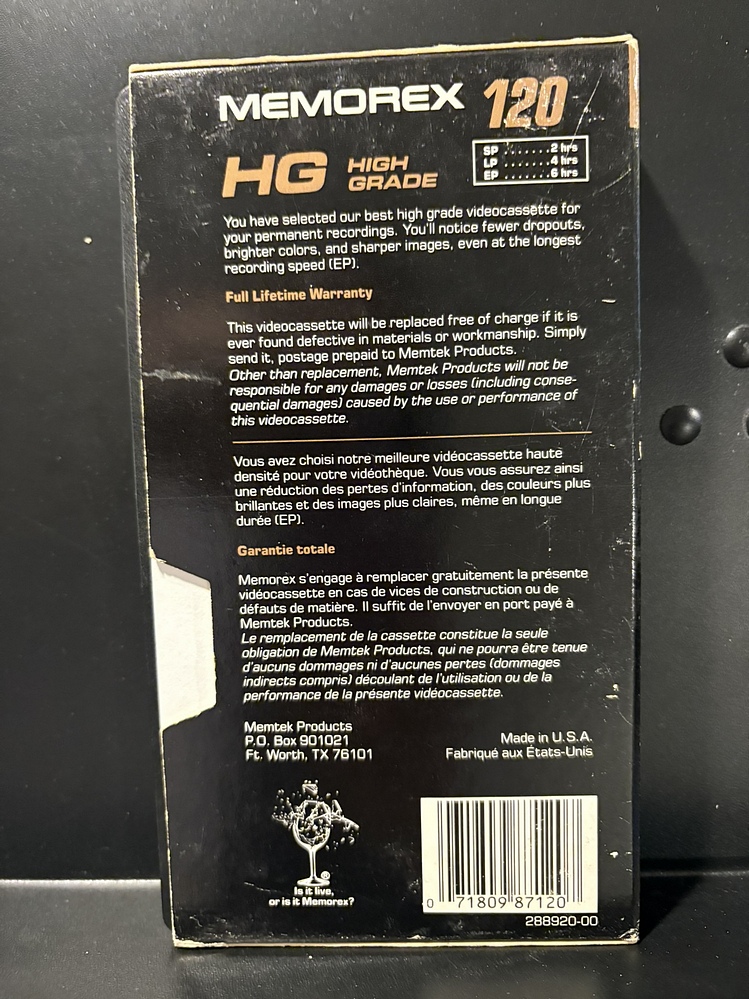 MEMOREX 120
HG HIGH GRADE
SP .......2 hrs
LP .......4 hrs
EP .......6 hrs
You have selected our best high grade videocassette for
your permanent recordings. You'll notice fewer dropouts,
brighter colors, and sharper images, even at the longest
recording speed (EP).
Full Lifetime Warranty
This videocassette will be replaced free of charge if it is
ever found defective in materials or workmanship. Simply
send it, postage prepaid to Memtek Products.
Other than replacement, Memtek Products will not be
responsible for any damages or losses (including conse-
quential damages) caused by the use or performance of
this videocassette.
Vous avez choisi notre meilleure vidéocassette haute
densité pour votre vidéothèque. Vous vous assurez ainsi
une réduction des pertes d'information, des couleurs plus
brillantes et des images plus claires, même en longue
durée (EP).
Garantie totale
Memorex s'engage à remplacer gratuitement la présente
vidéocassette en cas de vices de construction ou de
défauts de matière. Il suffit de l'envoyer en port payé à
Memtek Products.
Le remplacement de la cassette constitue la seule
obligation de Memtek Products, qui ne pourra être tenue
d'aucuns dommages ni d'aucunes pertes (dommages
indirects compris) découlant de l'utilisation ou de la
performance de la présente vidéocassette.
Memtek Products
P.O. Box 901021
Ft. Worth, TX 76101
Made in U.S.A.
Fabriqué aux États-Unis
®
Is it live,
or is it Memorex?
0 71809 87120
288920-00